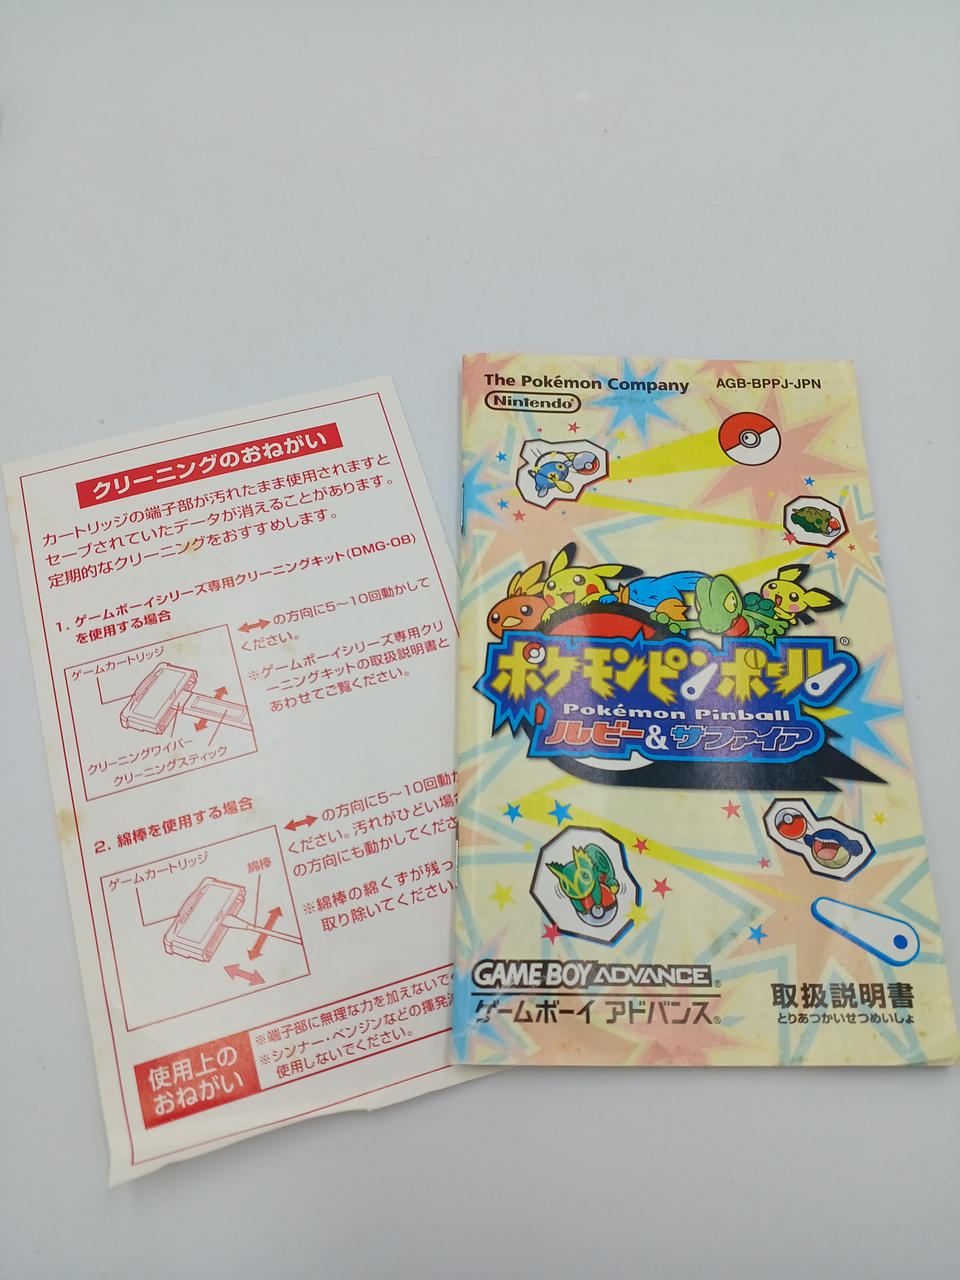 クリーニングのおねがい
カートリッジの端子部が汚れたまま使用されますと
セーブされていたデータが消えることがあります。
定期的なクリーニングをおすすめします。
1. ゲームボーイシリーズ専用クリーニングキット(DMG-08)
を使用する場合
ゲームカートリッジ
クリーニングワイパー
クリーニングスティック
の方向に5〜10回動かして
ください。
※ゲームボーイシリーズ専用クリ
ーニングキットの取扱説明書と
あわせてご覧ください。
2. 綿棒を使用する場合
ゲームカートリッジ
綿棒
の方向に5〜10回動か
ください。汚れがひどい場合
の方向にも動かしてくださ
※綿棒の綿くずが残っ
取り除いてください。
使用上の
おねがい
※端子部に無理な力を加えないで
※シンナー・ベンジンなどの揮発
使用しないでください。
The Pokémon Company
AGB-BPPJ-JPN
Nintendo®
ポケモンピンボール®
Pokémon Pinball
ルビー&サファイア
GAME BOY ADVANCE®
ゲームボーイ アドバンス®
取扱説明書
とりあつかいせつめいしょ